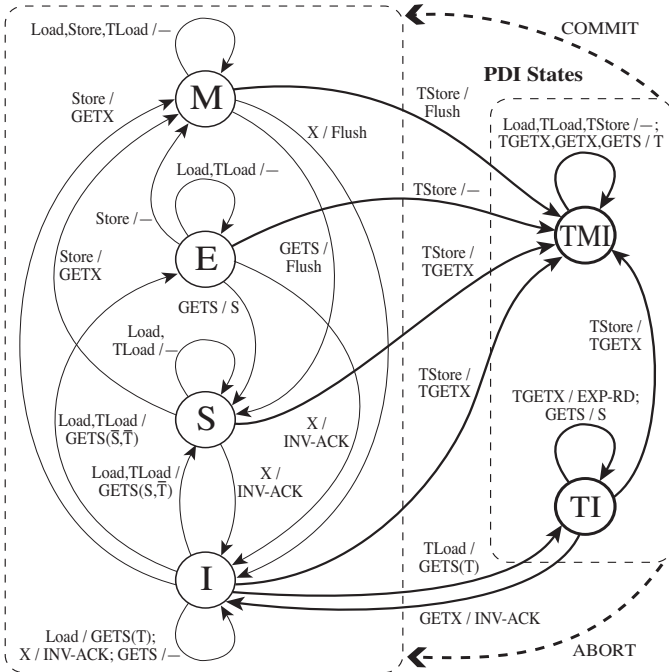 COMMIT
Load,Store,TLoad /—
PDI States
M
Store /
GETX
TStore /
Flush
X / Flush
Load,TLoad,TStore /—;
TGETX,GETX,GETS / T
Load,TLoad /—
TStore /—
Store /—
TMI
E
Store /
GETX
GETS /
Flush
TStore /
TGETX
GETS / S
Load,
TLoad /—
TStore /
TGETX
TStore /
TGETX
S
TGETX / EXP-RD;
GETS / S
Load,TLoad /
GETS(S̅,T̅)
X /
INV-ACK
Load,TLoad /
GETS(S,T̅)
X /
INV-ACK
TI
TLoad /
GETS(T)
I
GETX / INV-ACK
Load / GETS(T);
X / INV-ACK; GETS /—
ABORT